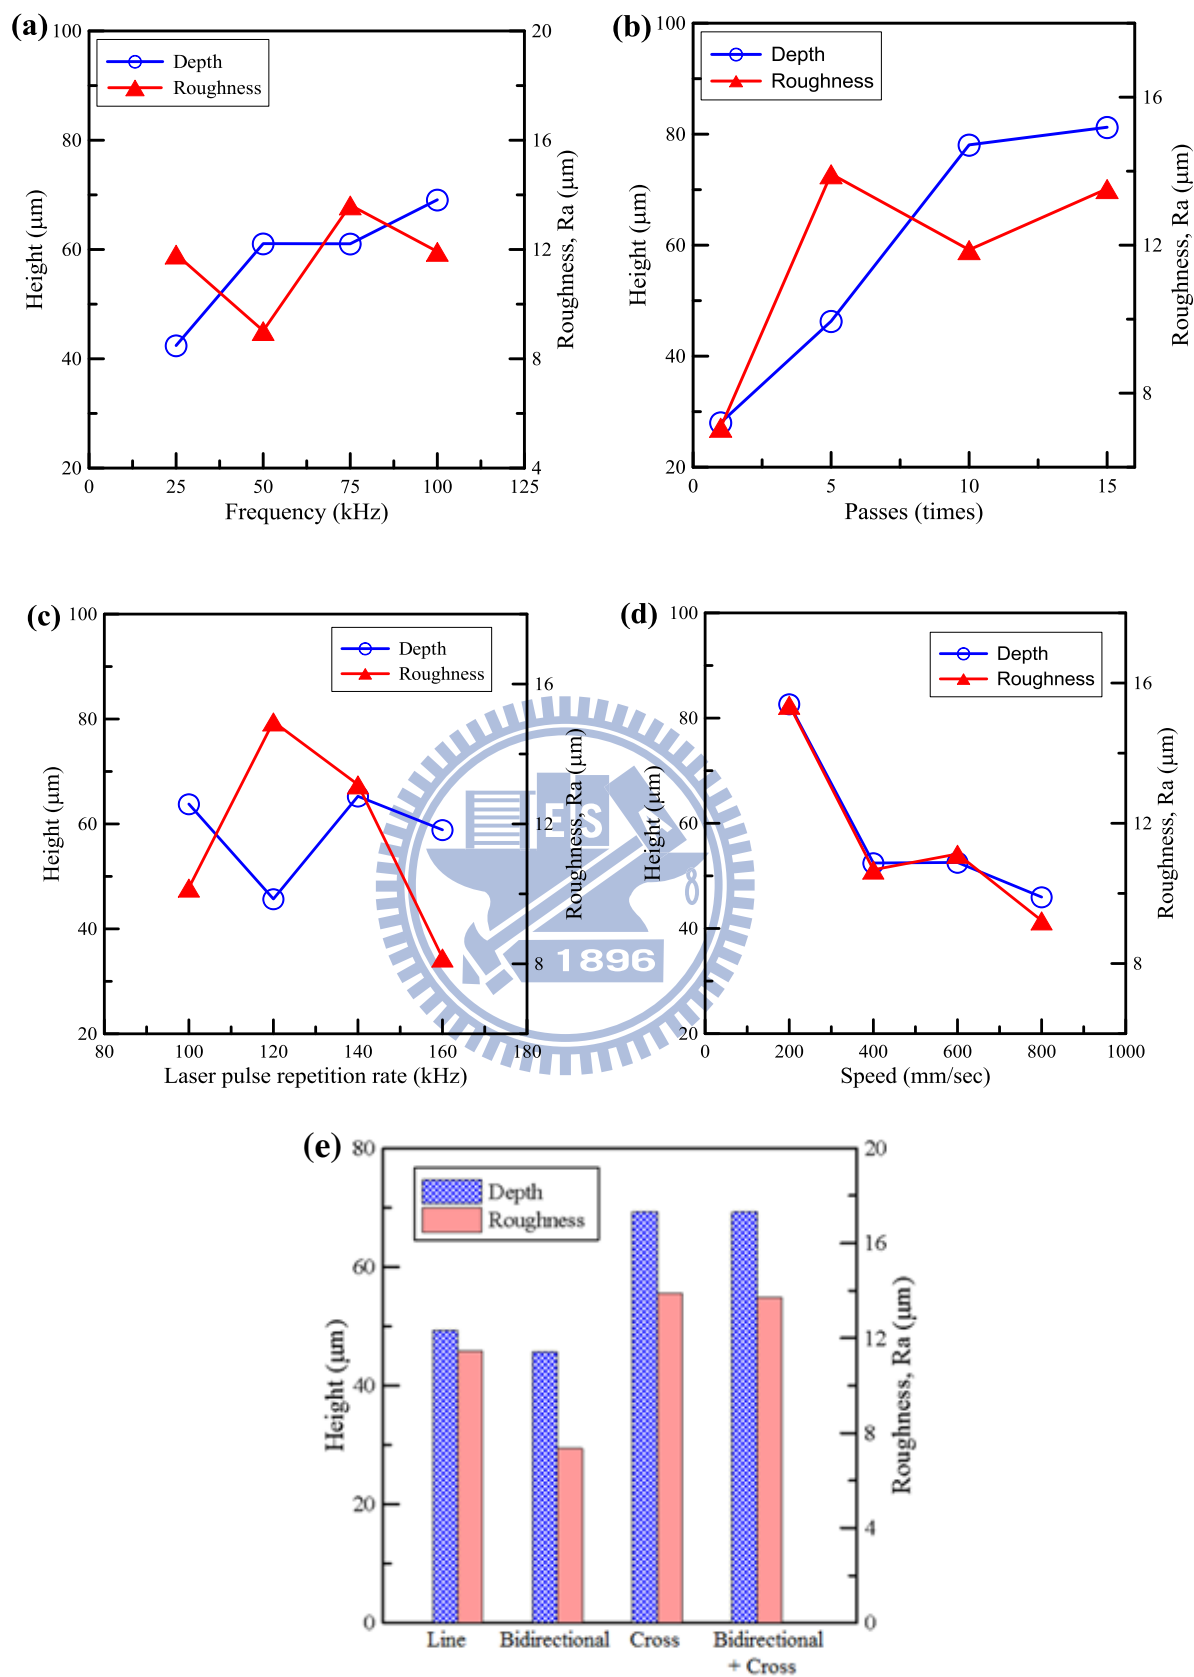 (a)
100
80
60
40
20
Height (μm)
Depth
Roughness
20
16
12
8
4
Roughness, Ra (μm)
0 25 50 75 100 125
Frequency (kHz)
(b)
100
80
60
40
20
Height (μm)
Depth
Roughness
16
12
8
Roughness, Ra (μm)
0 5 10 15
Passes (times)
(c)
100
80
60
40
20
Height (μm)
Depth
Roughness
16
12
8
Roughness, Ra (μm)
80 100 120 140 160 180
Laser pulse repetition rate (kHz)
(d)
100
80
60
40
20
Height (μm)
Depth
Roughness
16
12
8
Roughness, Ra (μm)
0 200 400 600 800 1000
Speed (mm/sec)
EIS
1896
(e)
80
60
40
20
0
Height (μm)
Depth
Roughness
20
16
12
8
4
0
Roughness, Ra (μm)
Line Bidirectional Cross Bidirectional
+ Cross